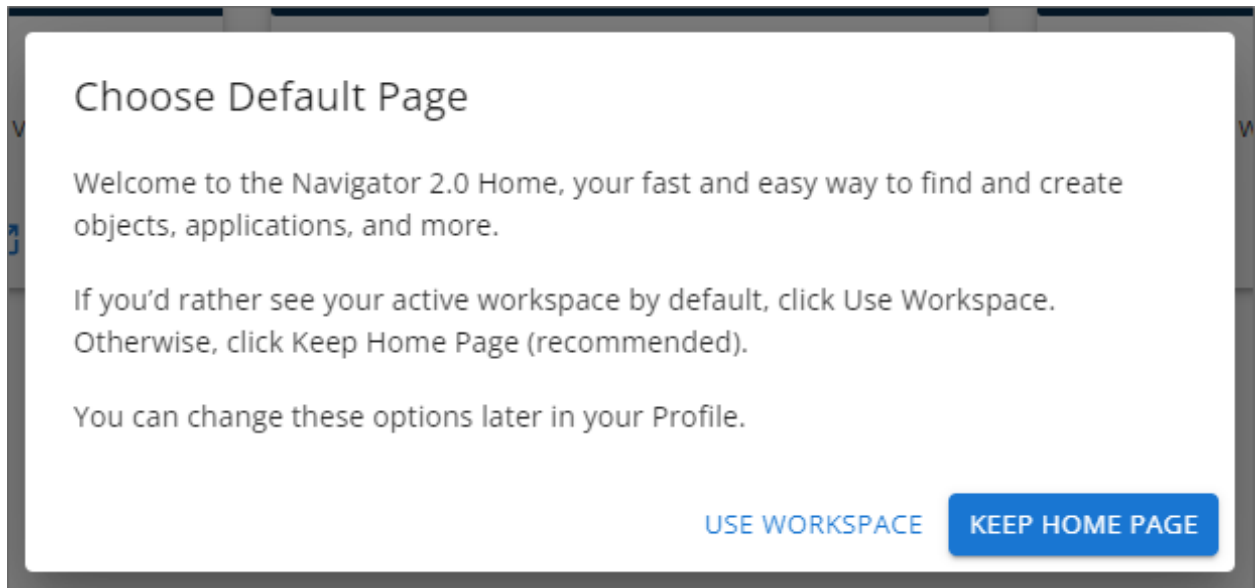 Choose Default Page
Welcome to the Navigator 2.0 Home, your fast and easy way to find and create
objects, applications, and more.
If you’d rather see your active workspace by default, click Use Workspace.
Otherwise, click Keep Home Page (recommended).
You can change these options later in your Profile.
USE WORKSPACE
KEEP HOME PAGE